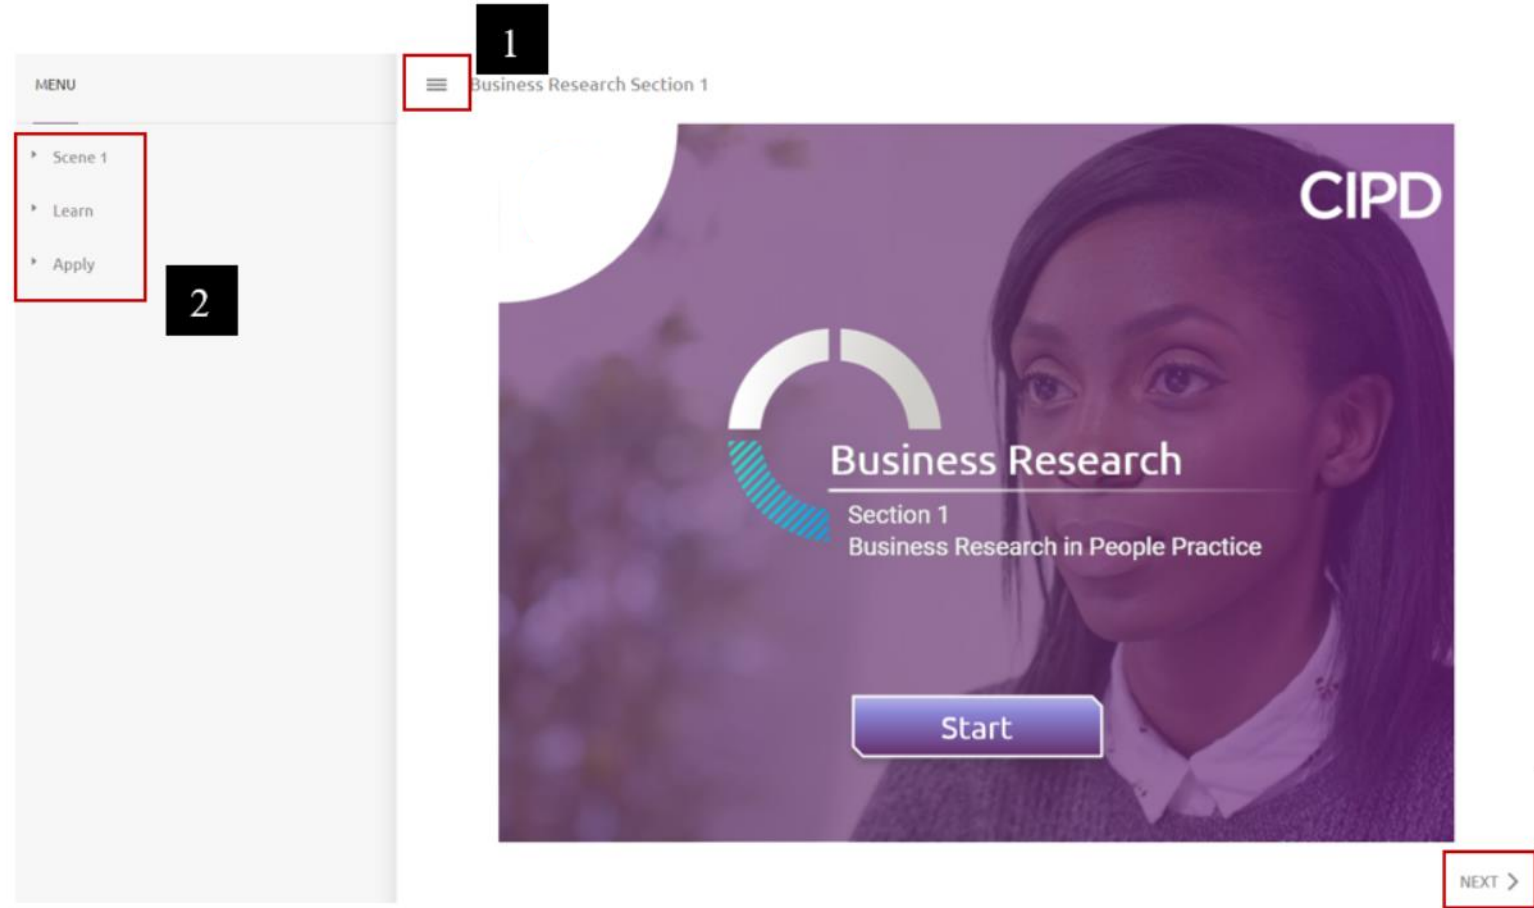 1
MENU
Business Research Section 1
Scene 1
Learn
Apply
2
CIPD
Business Research
Section 1
Business Research in People Practice
Start
NEXT